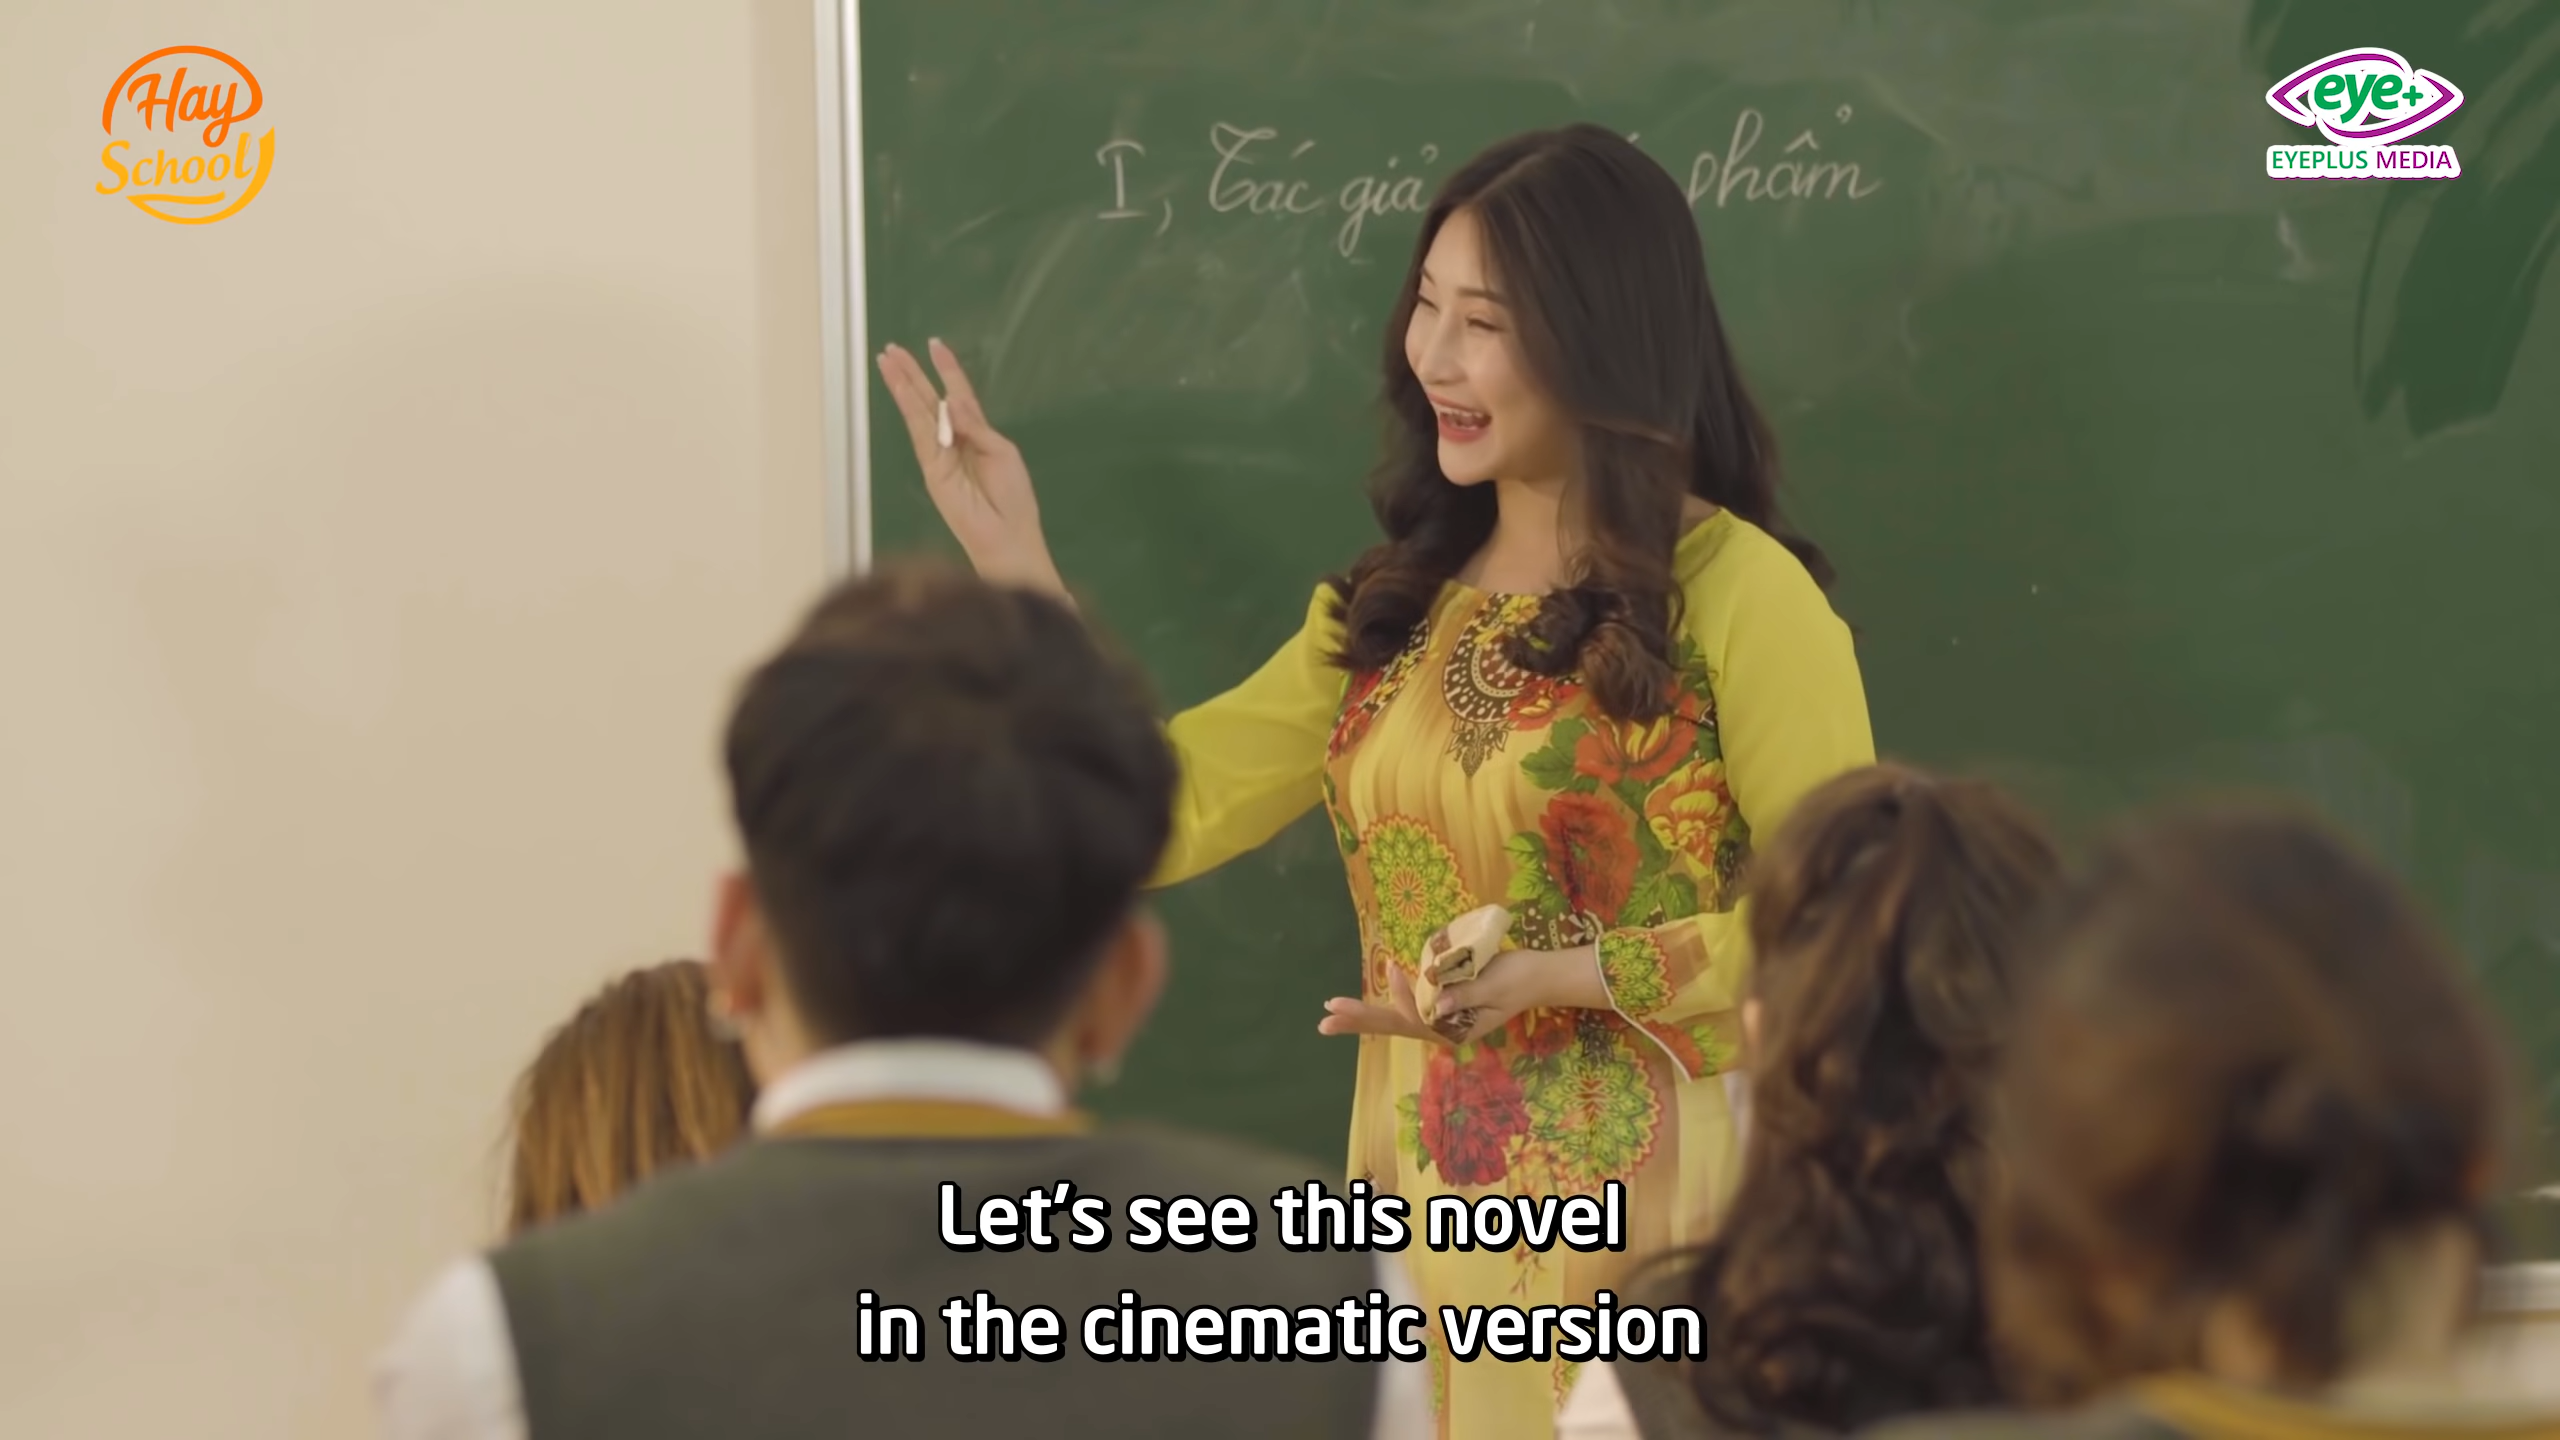 Hay
School
eye+
EYEPLUS MEDIA
I, Tác giả phẩm
Let's see this novel
in the cinematic version